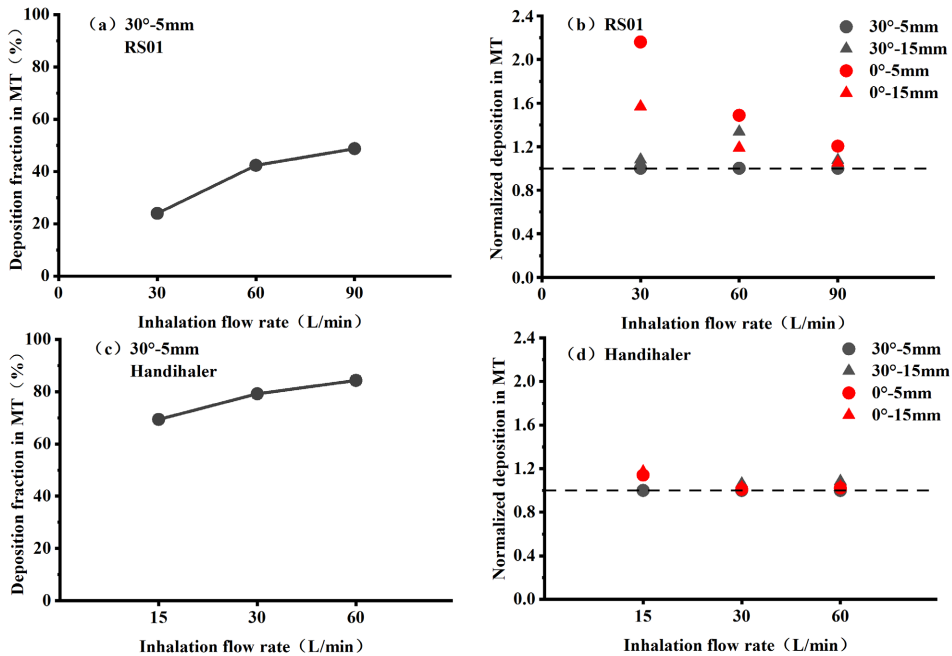 （a）30°-5mm
RS01
Deposition fraction in MT（%）
100
80
60
40
20
0
0
30
60
90
Inhalation flow rate（L/min）
（b）RS01
30°-5mm
30°-15mm
0°-5mm
0°-15mm
Normalized deposition in MT
2.4
2.2
1.8
1.4
1.0
0.6
0.4
0.0
0
30
60
90
Inhalation flow rate（L/min）
（c）30°-5mm
Handihaler
Deposition fraction in MT（%）
100
80
60
40
20
0
15
30
60
Inhalation flow rate（L/min）
（d）Handihaler
30°-5mm
30°-15mm
0°-5mm
0°-15mm
Normalized deposition in MT
2.4
2.2
1.8
1.4
1.0
0.6
0.4
0.0
15
30
60
Inhalation flow rate（L/min）